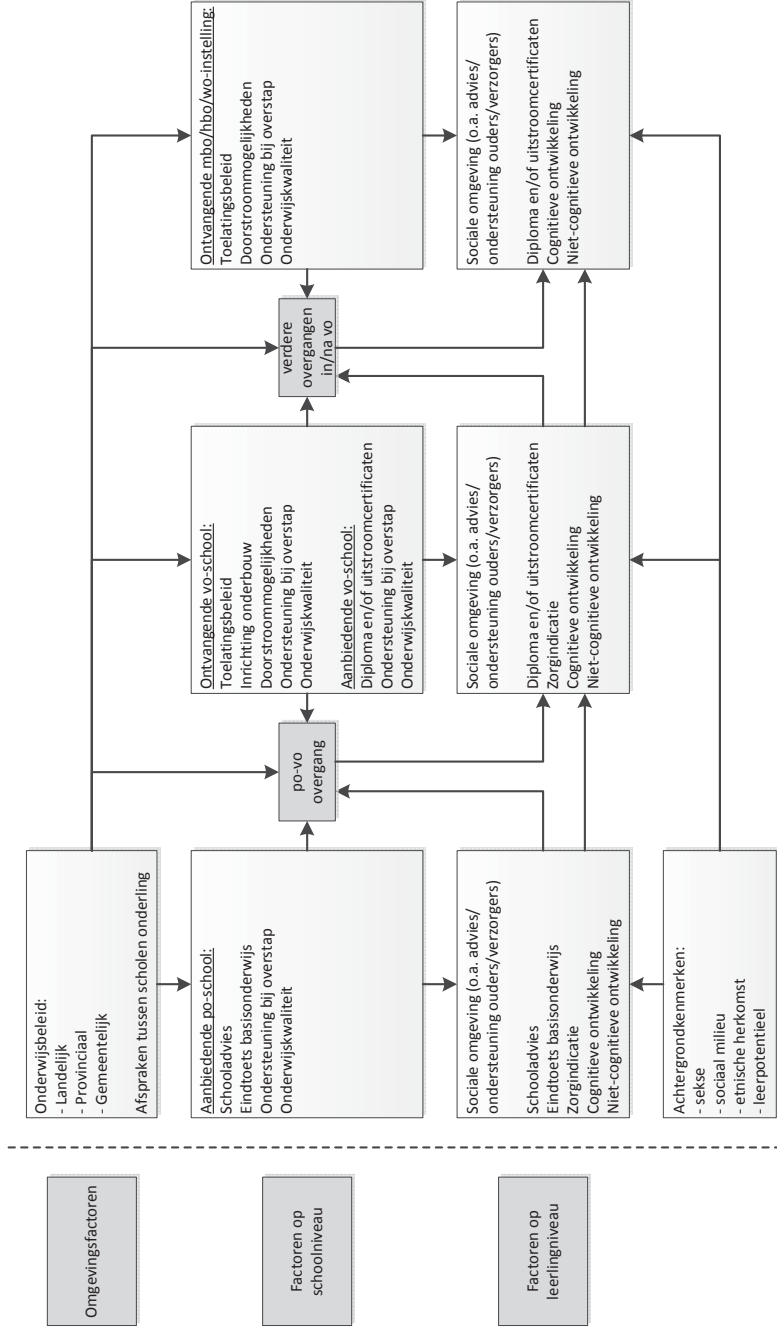 Omgevingsfactoren
Onderwijsbeleid:
- Landelijk
- Provinciaal
- Gemeentelijk
Afspraken tussen scholen onderling
Factoren op
schoolniveau
Aanbiedende po-school:
Schooladvies
Eindtoets basisonderwijs
Ondersteuning bij overstap
Onderwijskwaliteit
po-vo
overgang
Ontvangende vo-school:
Toelatingsbeleid
Inrichting onderbouw
Doorstroommogelijkheden
Ondersteuning bij overstap
Onderwijskwaliteit
Aanbiedende vo-school:
Diploma en/of uitstroomcertificaten
Ondersteuning bij overstap
Onderwijskwaliteit
verdere
overgangen
in/na vo
Ontvangende mbo/hbo/wo-instelling:
Toelatingsbeleid
Doorstroommogelijkheden
Ondersteuning bij overstap
Onderwijskwaliteit
Factoren op
leerlingniveau
Sociale omgeving (o.a. advies/
ondersteuning ouders/verzorgers)
Schooladvies
Eindtoets basisonderwijs
Zorgindicatie
Cognitieve ontwikkeling
Niet-cognitieve ontwikkeling
Sociale omgeving (o.a. advies/
ondersteuning ouders/verzorgers)
Diploma en/of uitstroomcertificaten
Zorgindicatie
Cognitieve ontwikkeling
Niet-cognitieve ontwikkeling
Sociale omgeving (o.a. advies/
ondersteuning ouders/verzorgers)
Diploma en/of uitstroomcertificaten
Cognitieve ontwikkeling
Niet-cognitieve ontwikkeling
Achtergrondkenmerken:
- sekse
- sociaal milieu
- etnische herkomst
- leerpotentieel